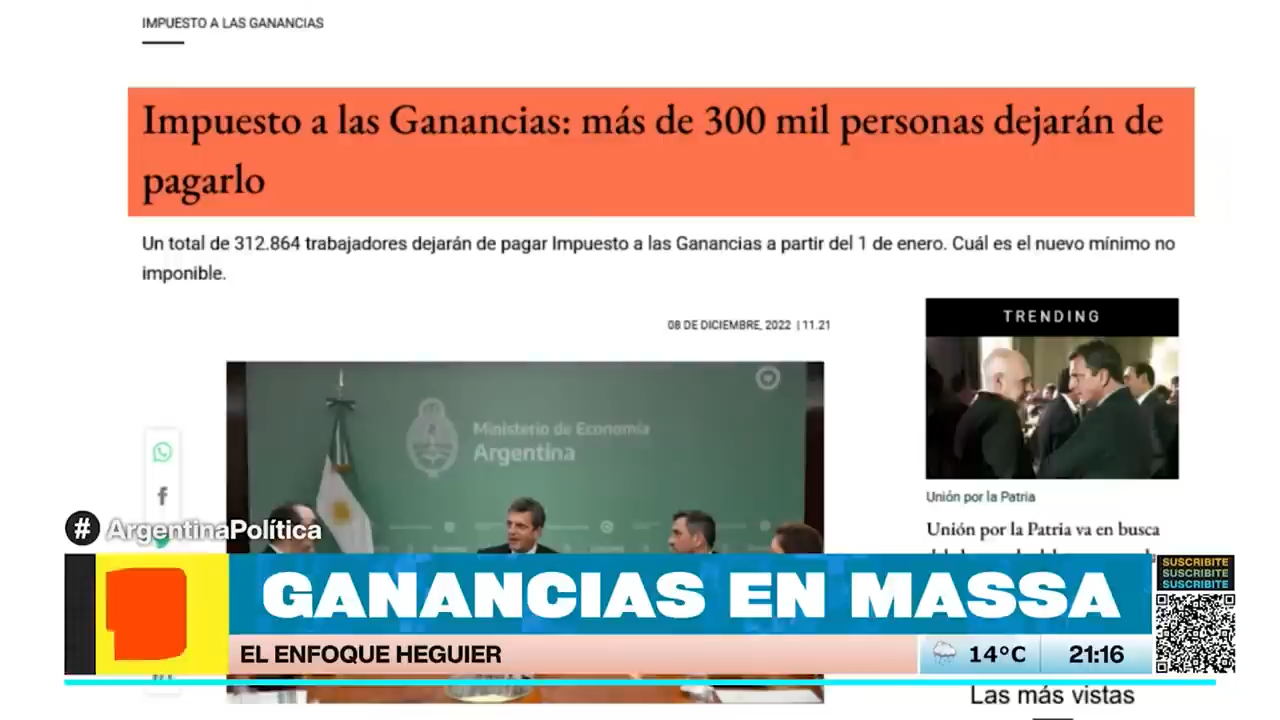 IMPUESTO A LAS GANANCIAS
Impuesto a las Ganancias: más de 300 mil personas dejarán de
pagarlo
Un total de 312.864 trabajadores dejarán de pagar Impuesto a las Ganancias a partir del 1 de enero. Cuál es el nuevo mínimo no
imponible.
08 DE DICIEMBRE, 2022 | 11.21
TRENDING
Ministerio de Economía
Argentina
Unión por la Patria
Unión por la Patria va en busca
# ArgentinaPolítica
GANANCIAS EN MASSA
SUSCRIBITE
SUSCRIBITE
SUSCRIBITE
EL ENFOQUE HEGUIER
14°C
21:16
Las más vistas